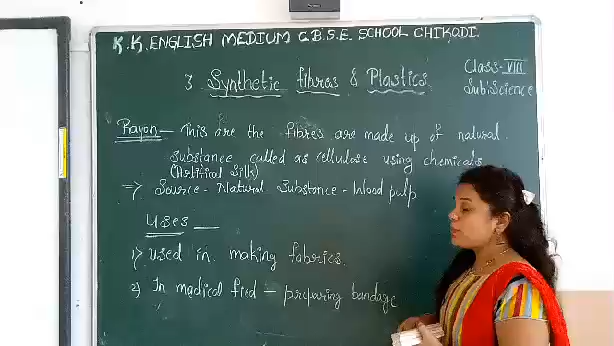 K.K. ENGLISH MEDIUM C.B.S.E. SCHOOL CHIKODI.
Class - VIII
3 Synthetic fibres & Plastics
Sub: Science
Rayon - This are the fibres are made up of natural
substance called as cellulose using chemicals
(Artificial Silk)
=> Source - Natural Substance - Wood pulp
Uses
1) used in making fabrics.
2) In medical fied - preparing bandage